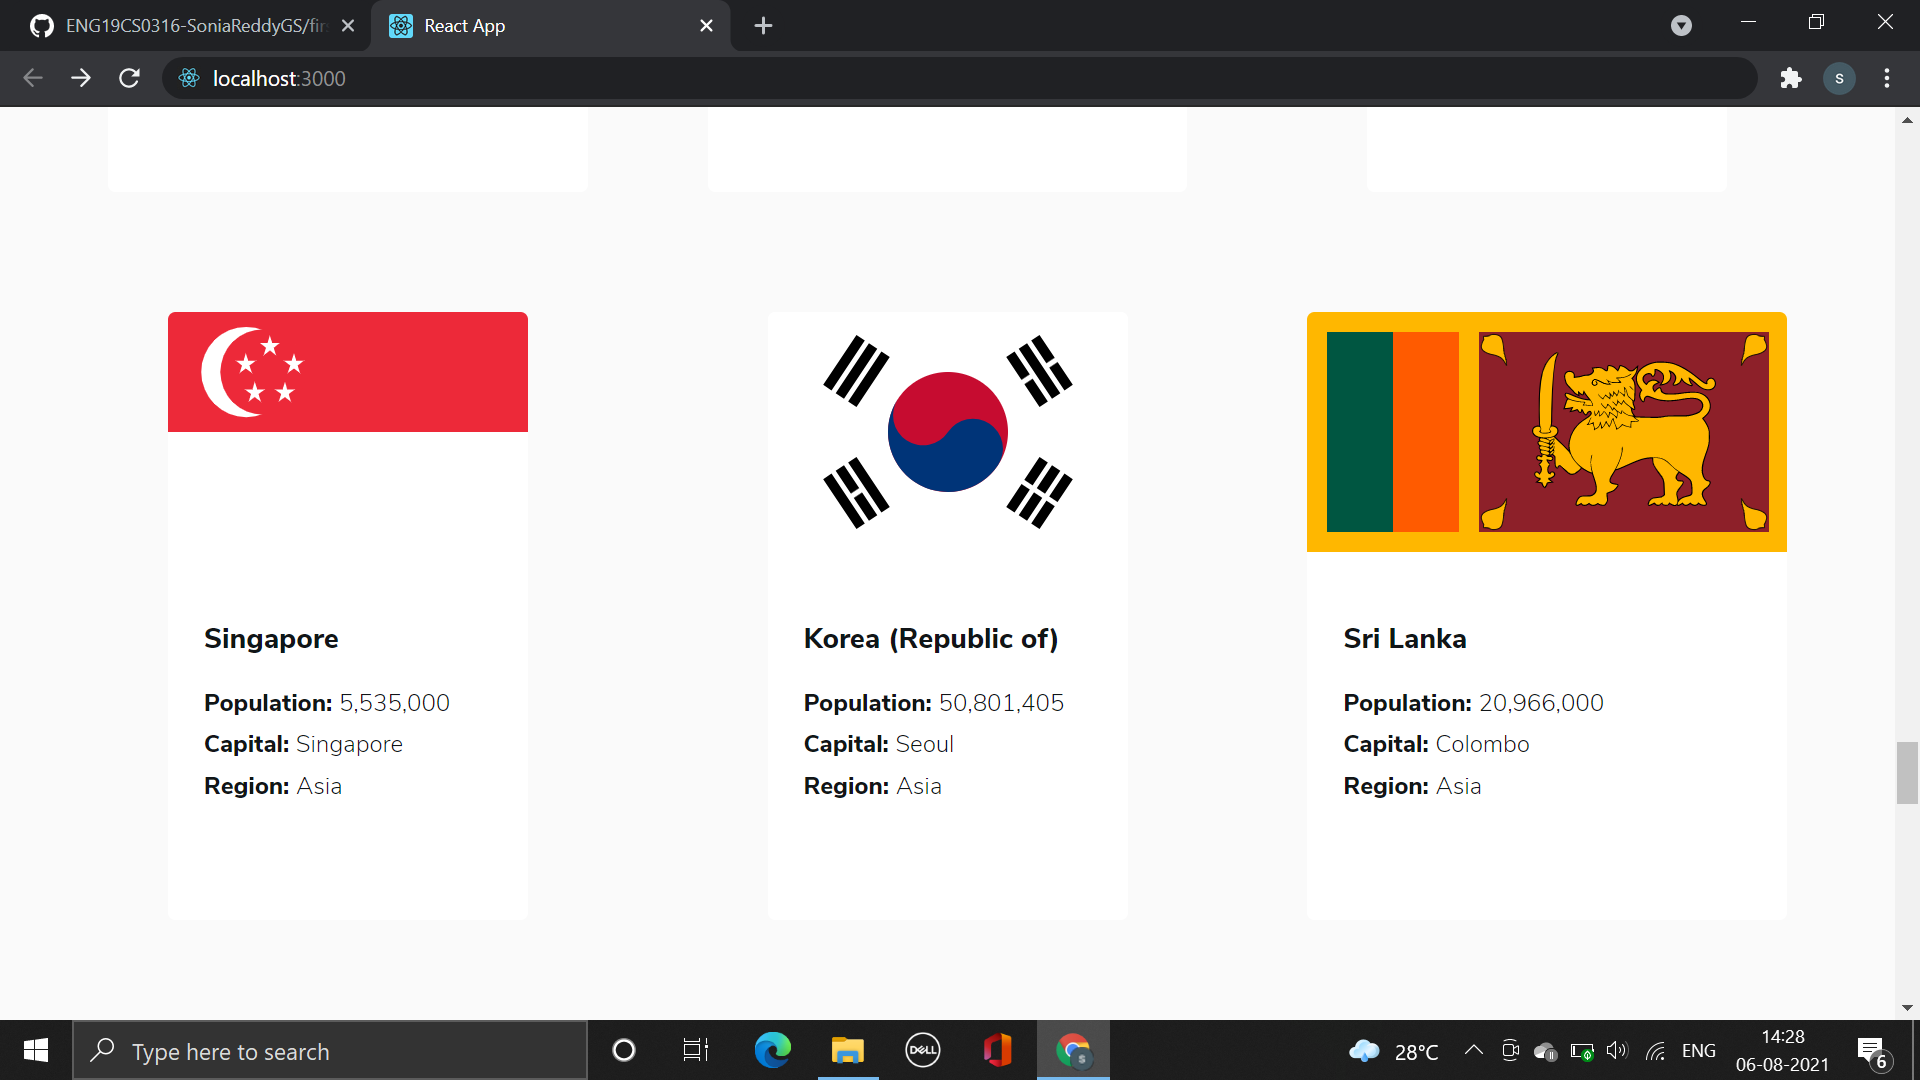 ENG19CS0316-SoniaReddyGS/fir
React App
localhost:3000
s
Singapore
Population: 5,535,000
Capital: Singapore
Region: Asia
Korea (Republic of)
Population: 50,801,405
Capital: Seoul
Region: Asia
Sri Lanka
Population: 20,966,000
Capital: Colombo
Region: Asia
Type here to search
DELL
s
28°C
ENG
14:28
06-08-2021
6